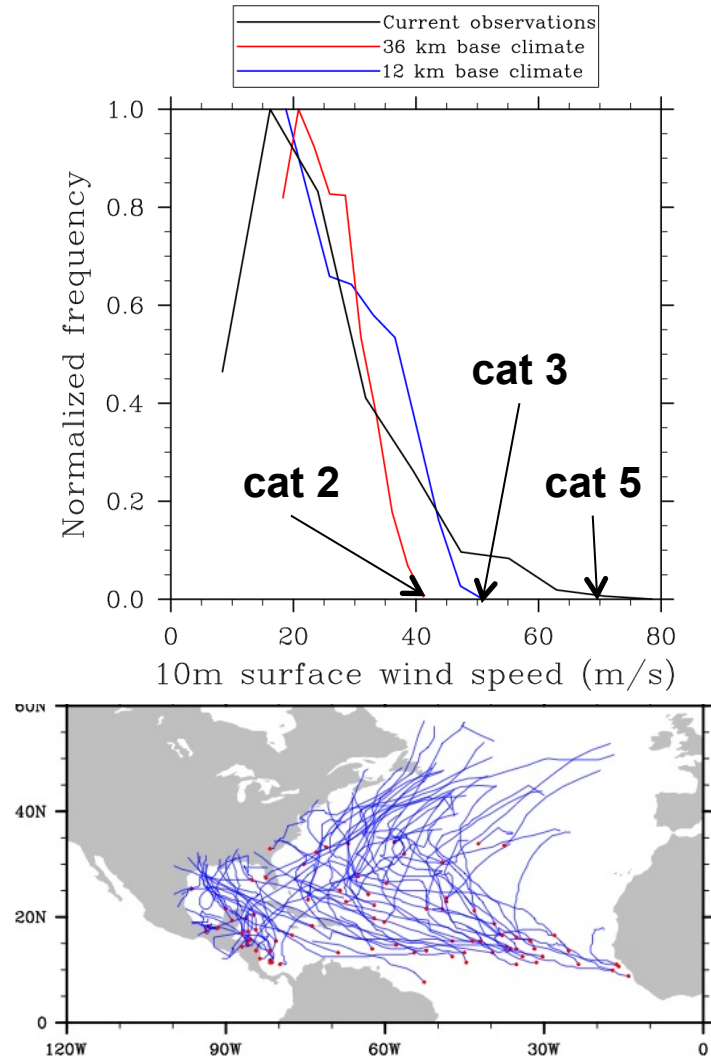 Current observations
36 km base climate
12 km base climate
1.0
0.8
0.6
0.4
0.2
0.0
Normalized frequency
cat 3
cat 2
cat 5
0 20 40 60 80
10m surface wind speed (m/s)
60N
40N
20N
0
120W 90W 60W 30W 0